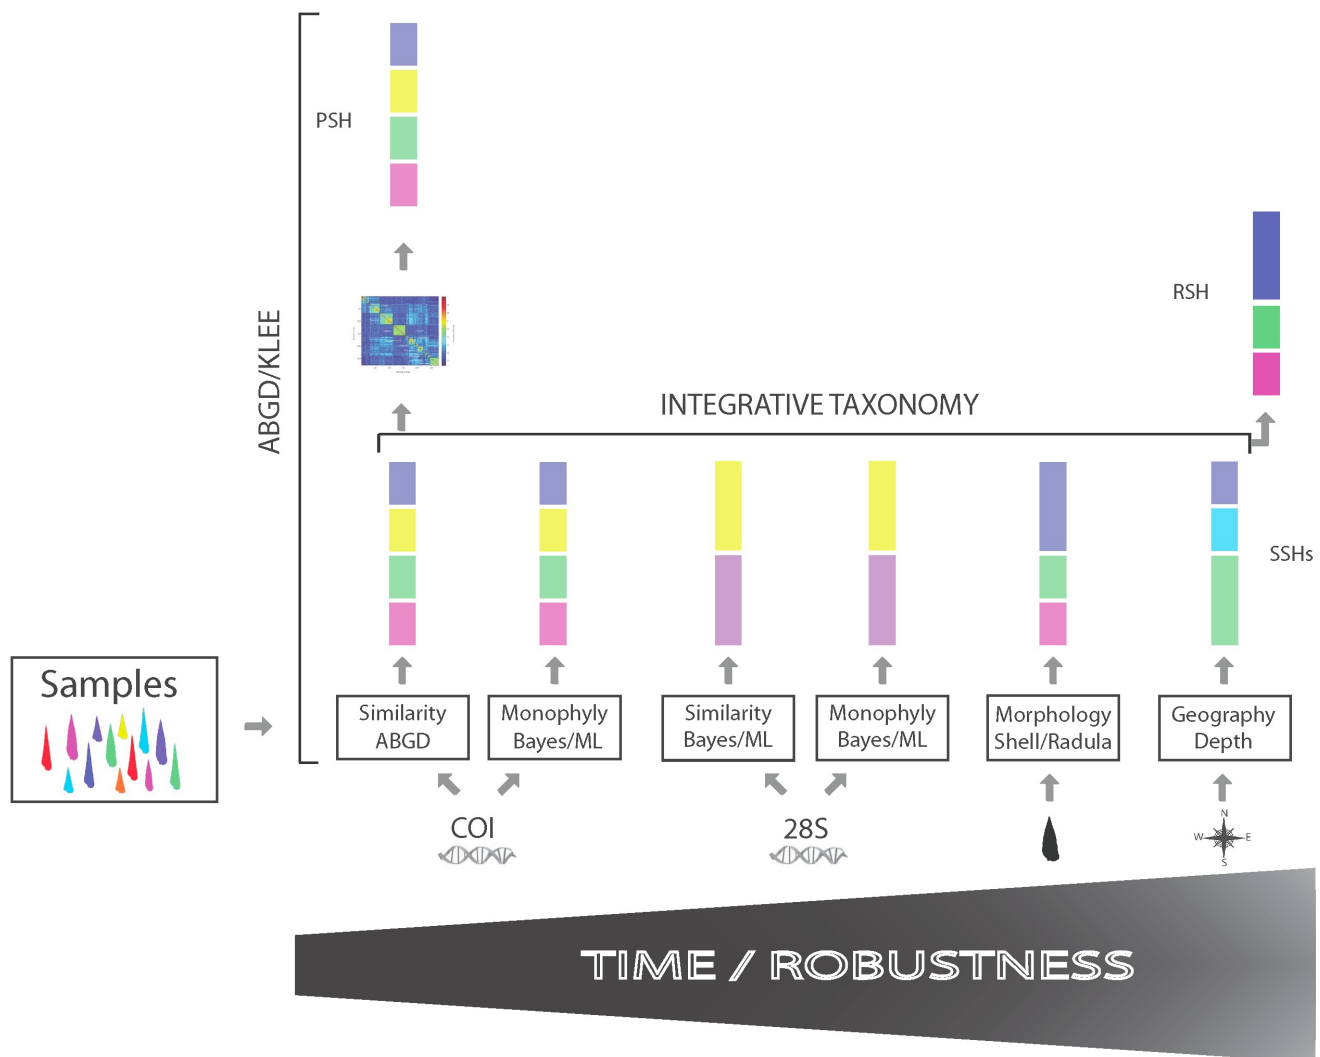 PSH
RSH
ABGD/KLEE
INTEGRATIVE TAXONOMY
SSHs
Samples
Similarity
ABGD
Monophyly
Bayes/ML
Similarity
Bayes/ML
Monophyly
Bayes/ML
Morphology
Shell/Radula
Geography
Depth
COI
28S
N
W
E
S
TIME / ROBUSTNESS